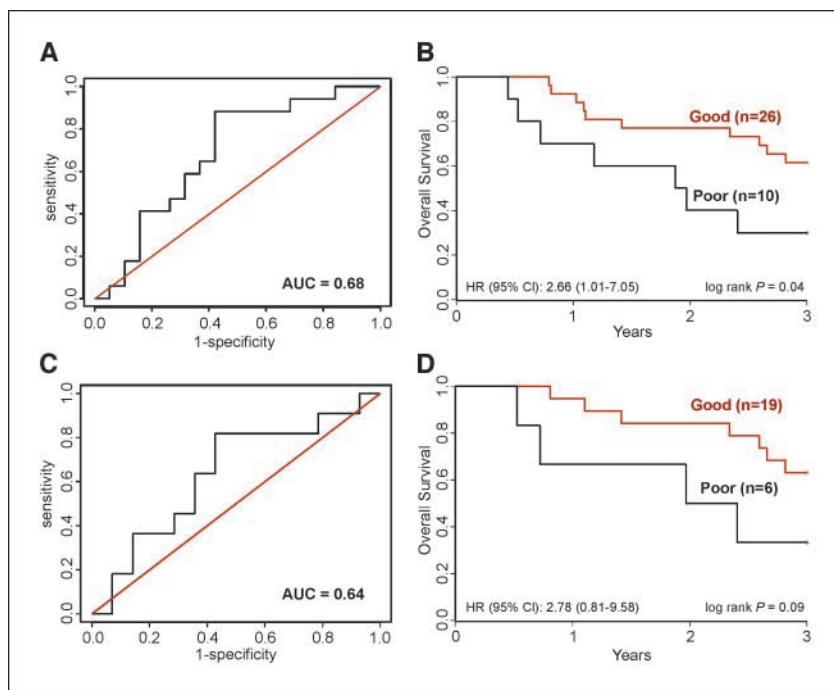 A
sensitivity
1.0
0.8
0.6
0.4
0.2
0.0
AUC = 0.68
0.0 0.2 0.4 0.6 0.8 1.0
1-specificity
B
Overall Survival
1.0
0.8
0.6
0.4
0.2
0.0
Good (n=26)
Poor (n=10)
HR (95% CI): 2.66 (1.01-7.05) log rank P = 0.04
0 1 2 3
Years
C
sensitivity
1.0
0.8
0.6
0.4
0.2
0.0
AUC = 0.64
0.0 0.2 0.4 0.6 0.8 1.0
1-specificity
D
Overall Survival
1.0
0.8
0.6
0.4
0.2
0.0
Good (n=19)
Poor (n=6)
HR (95% CI): 2.78 (0.81-9.58) log rank P = 0.09
0 1 2 3
Years